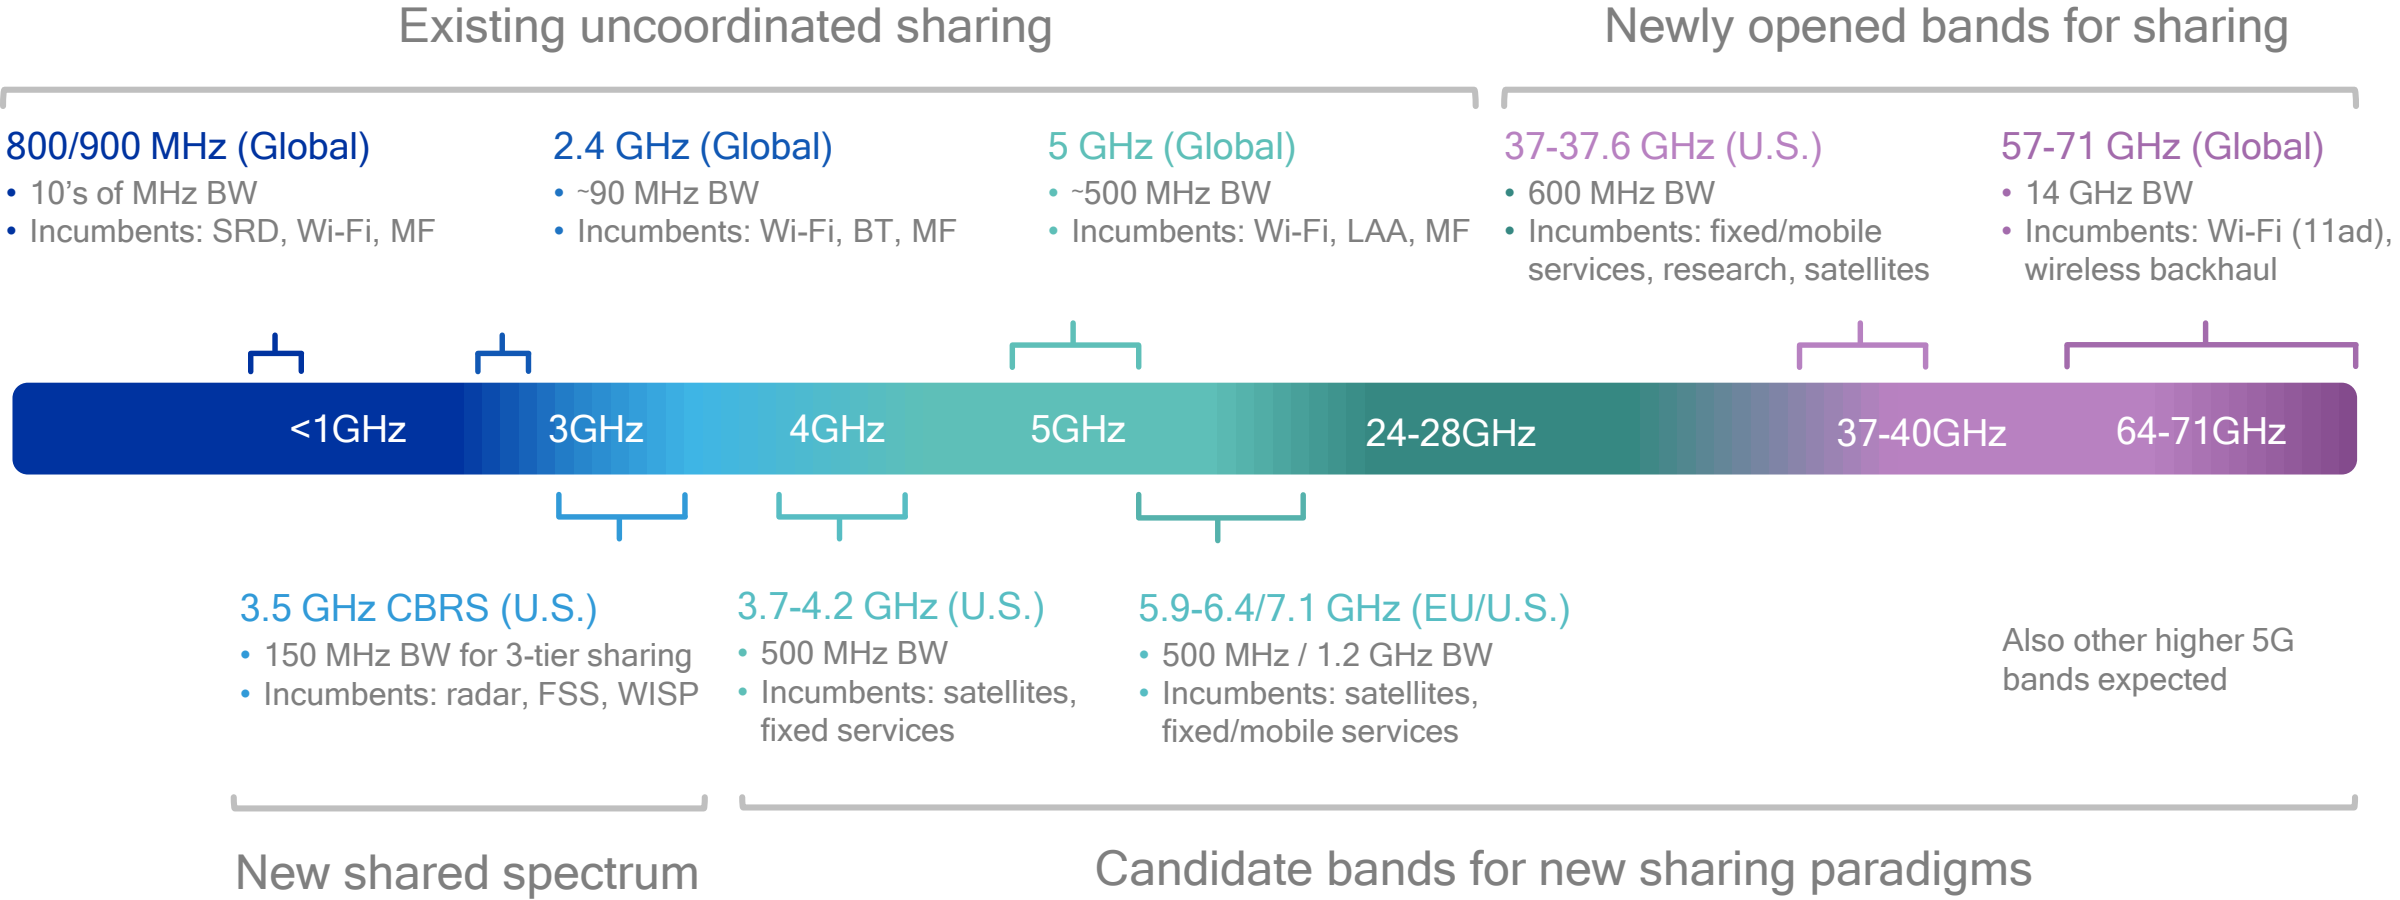 Existing uncoordinated sharing
Newly opened bands for sharing
800/900 MHz (Global)
• 10’s of MHz BW
• Incumbents: SRD, Wi-Fi, MF
2.4 GHz (Global)
• ~90 MHz BW
• Incumbents: Wi-Fi, BT, MF
5 GHz (Global)
• ~500 MHz BW
• Incumbents: Wi-Fi, LAA, MF
37-37.6 GHz (U.S.)
• 600 MHz BW
• Incumbents: fixed/mobile
services, research, satellites
57-71 GHz (Global)
• 14 GHz BW
• Incumbents: Wi-Fi (11ad),
wireless backhaul
<1GHz
3GHz
4GHz
5GHz
24-28GHz
37-40GHz
64-71GHz
3.5 GHz CBRS (U.S.)
• 150 MHz BW for 3-tier sharing
• Incumbents: radar, FSS, WISP
3.7-4.2 GHz (U.S.)
• 500 MHz BW
• Incumbents: satellites,
fixed services
5.9-6.4/7.1 GHz (EU/U.S.)
• 500 MHz / 1.2 GHz BW
• Incumbents: satellites,
fixed/mobile services
Also other higher 5G
bands expected
New shared spectrum
Candidate bands for new sharing paradigms